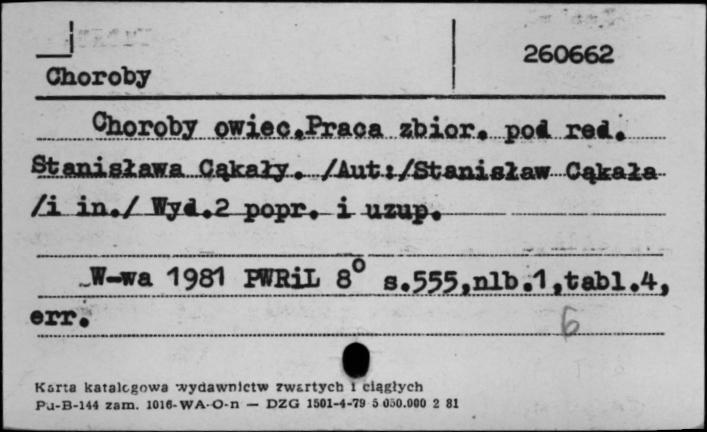 260662
Choroby
Choroby owiec.Praca zbior. pod red.
Stanisława Cąkały. /Aut:/Stanisław Cąkała
/i in./ Wyd.2 popr. i uzup.
W-wa 1981 PWRiL 8° s.555,nlb.1,tabl.4,
err.
6
Karta katalogowa wydawnictw zwartych i ciągłych
Pu-B-144 zam. 1016-WA-O-n — DZG 1501-4-79 5 050.000 2 81